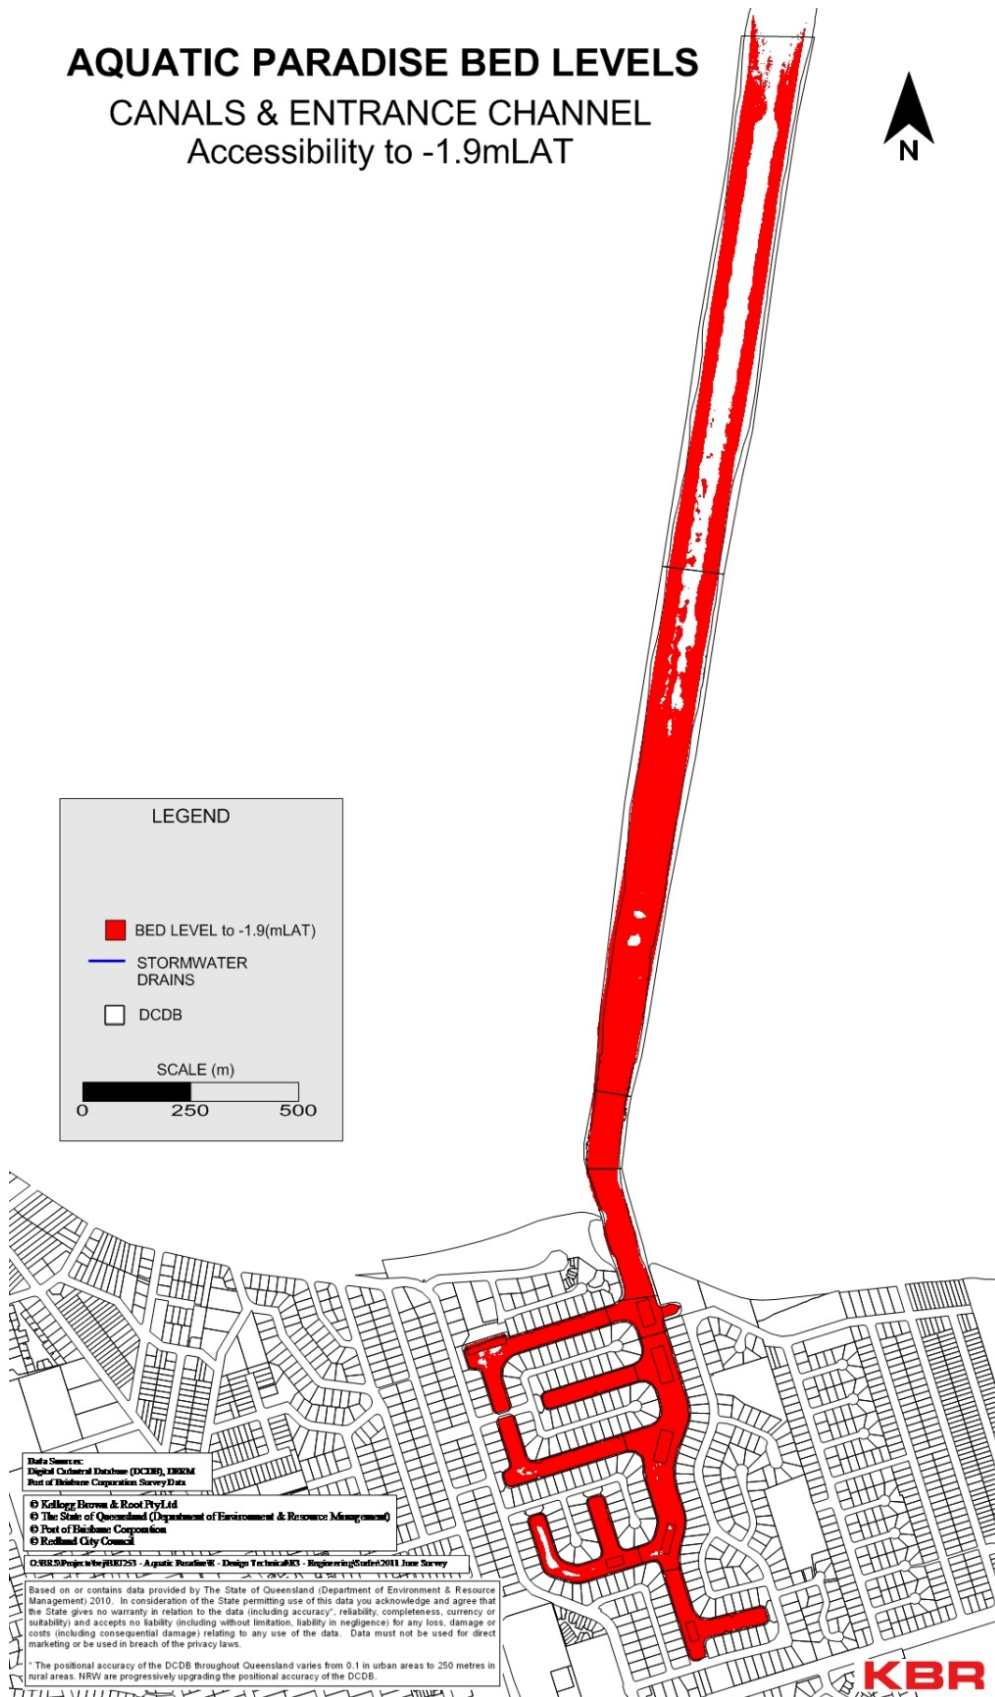 AQUATIC PARADISE BED LEVELS
CANALS & ENTRANCE CHANNEL
Accessibility to -1.9mLAT
N
LEGEND
BED LEVEL to -1.9(mLAT)
STORMWATER
DRAINS
DCDB
SCALE (m)
0 250 500
Data Sources:
Digital Cadastral Database (DCDB), DERM
Port of Brisbane Corporation Survey Data
© Kellogg Brown & Root Pty Ltd
© The State of Queensland (Department of Environment & Resource Management)
© Port of Brisbane Corporation
© Redland City Council
- Aquatic Paradise - Design Technical - Engineering 2011 June Survey
Based on or contains data provided by The State of Queensland (Department of Environment & Resource
Management) 2010. In consideration of the State permitting use of this data you acknowledge and agree that
the State gives no warranty in relation to the data (including accuracy*, reliability, completeness, currency or
suitability) and accepts no liability (including without limitation, liability in negligence) for any loss, damage or
costs (including consequential damage) relating to any use of the data. Data must not be used for direct
marketing or be used in breach of the privacy laws.
* The positional accuracy of the DCDB throughout Queensland varies from 0.1 in urban areas to 250 metres in
rural areas. NRW are progressively upgrading the positional accuracy of the DCDB.
KBR